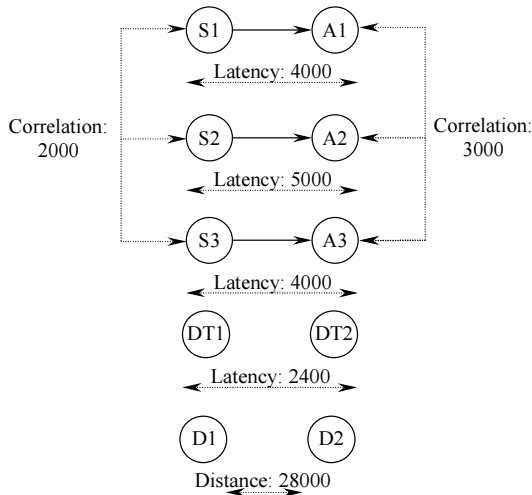 S1 A1
Latency: 4000
Correlation:
2000
S2 A2
Correlation:
3000
Latency: 5000
S3 A3
Latency: 4000
DT1 DT2
Latency: 2400
D1 D2
Distance: 28000